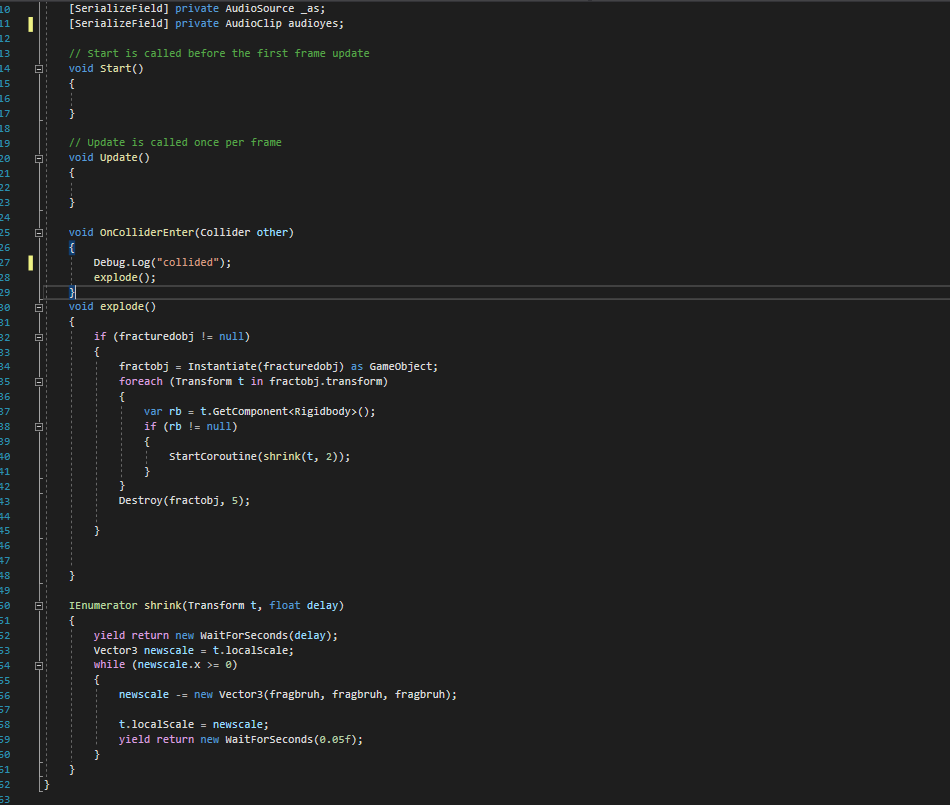 10 [SerializeField] private AudioSource _as;
11 [SerializeField] private AudioClip audioyes;
12
13 // Start is called before the first frame update
14 void Start()
15 {
16
17 }
18
19 // Update is called once per frame
20 void Update()
21 {
22
23 }
24
25 void OnColliderEnter(Collider other)
26 {
27 Debug.Log("collided");
28 explode();
29 }
30 void explode()
31 {
32 if (fracturedobj != null)
33 {
34 fractobj = Instantiate(fracturedobj) as GameObject;
35 foreach (Transform t in fractobj.transform)
36 {
37 var rb = t.GetComponent<Rigidbody>();
38 if (rb != null)
39 {
40 StartCoroutine(shrink(t, 2));
41 }
42 }
43 Destroy(fractobj, 5);
44
45 }
46
47
48 }
49
50 IEnumerator shrink(Transform t, float delay)
51 {
52 yield return new WaitForSeconds(delay);
53 Vector3 newscale = t.localScale;
54 while (newscale.x >= 0)
55 {
56 newscale -= new Vector3(fragbruh, fragbruh, fragbruh);
57
58 t.localScale = newscale;
59 yield return new WaitForSeconds(0.05f);
60 }
61 }
62 }
63